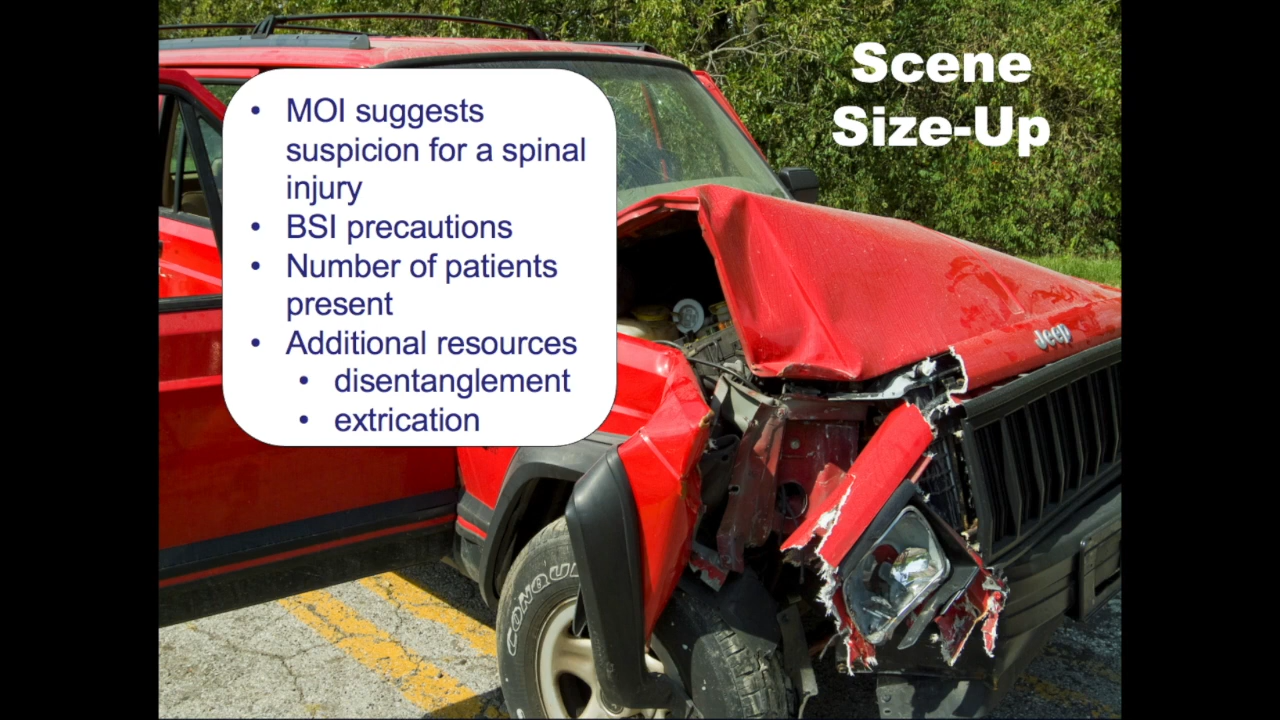 Scene
Size-Up
• MOI suggests
suspicion for a spinal
injury
• BSI precautions
• Number of patients
present
• Additional resources
• disentanglement
• extrication
Jeep